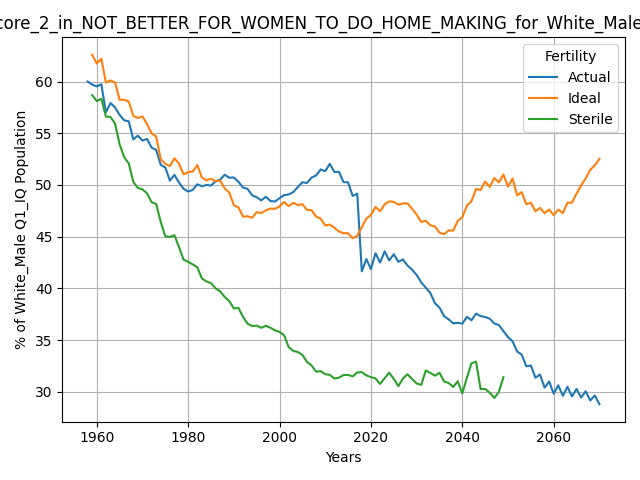 core_2_in_NOT_BETTER_FOR_WOMEN_TO_DO_HOME_MAKING_for_White_Male
% of White_Male Q1_IQ Population
60
55
50
45
40
35
30
Fertility
Actual
Ideal
Sterile
1960
1980
2000
2020
2040
2060
Years